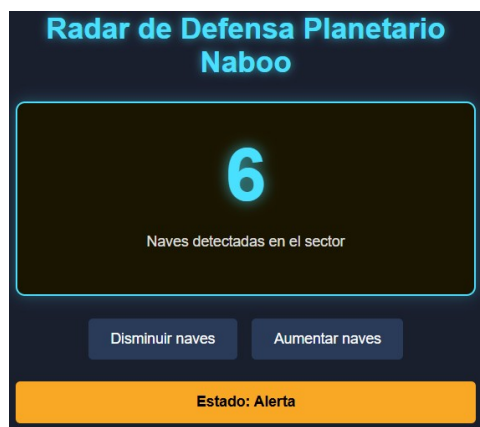 Radar de Defensa Planetario
Naboo
6
Naves detectadas en el sector
Disminuir naves
Aumentar naves
Estado: Alerta